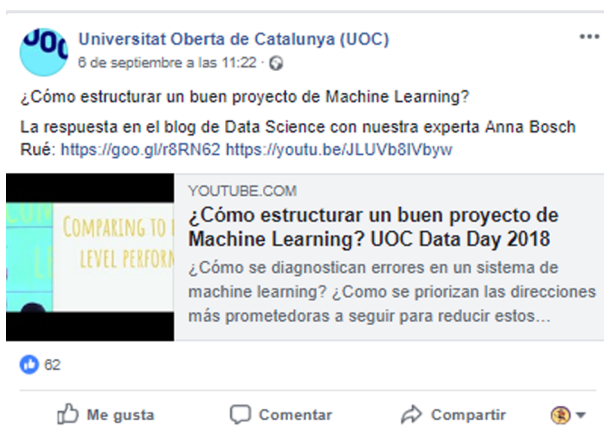 UOC
Universitat Oberta de Catalunya (UOC)
6 de septiembre a las 11:22 ·
¿Cómo estructurar un buen proyecto de Machine Learning?
La respuesta en el blog de Data Science con nuestra experta Anna Bosch
Rué: https://goo.gl/r8RN62 https://youtu.be/JLUVb8IVbyw
COMPARING TO
LEVEL PERFORM
YOUTUBE.COM
¿Cómo estructurar un buen proyecto de
Machine Learning? UOC Data Day 2018
¿Cómo se diagnostican errores en un sistema de
machine learning? ¿Como se priorizan las direcciones
más prometedoras a seguir para reducir estos...
62
Me gusta
Comentar
Compartir